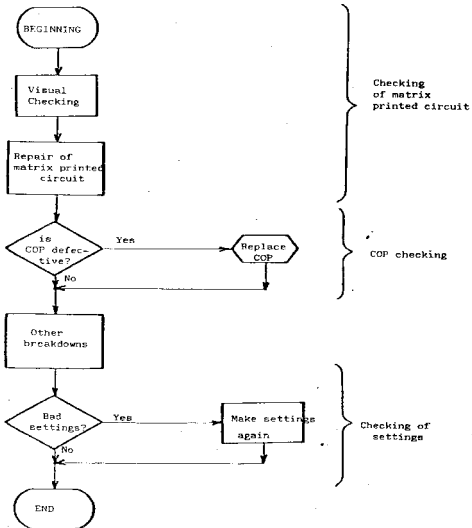 BEGINNING
Visual
Checking
Checking
of matrix
printed circuit
Repair of
matrix printed
circuit
is
COP defec-
tive?
Yes
Replace
COP
COP checking
No
Other
breakdowns
Bad
settings?
Yes
Make settings
again
Checking of
settings
No
END